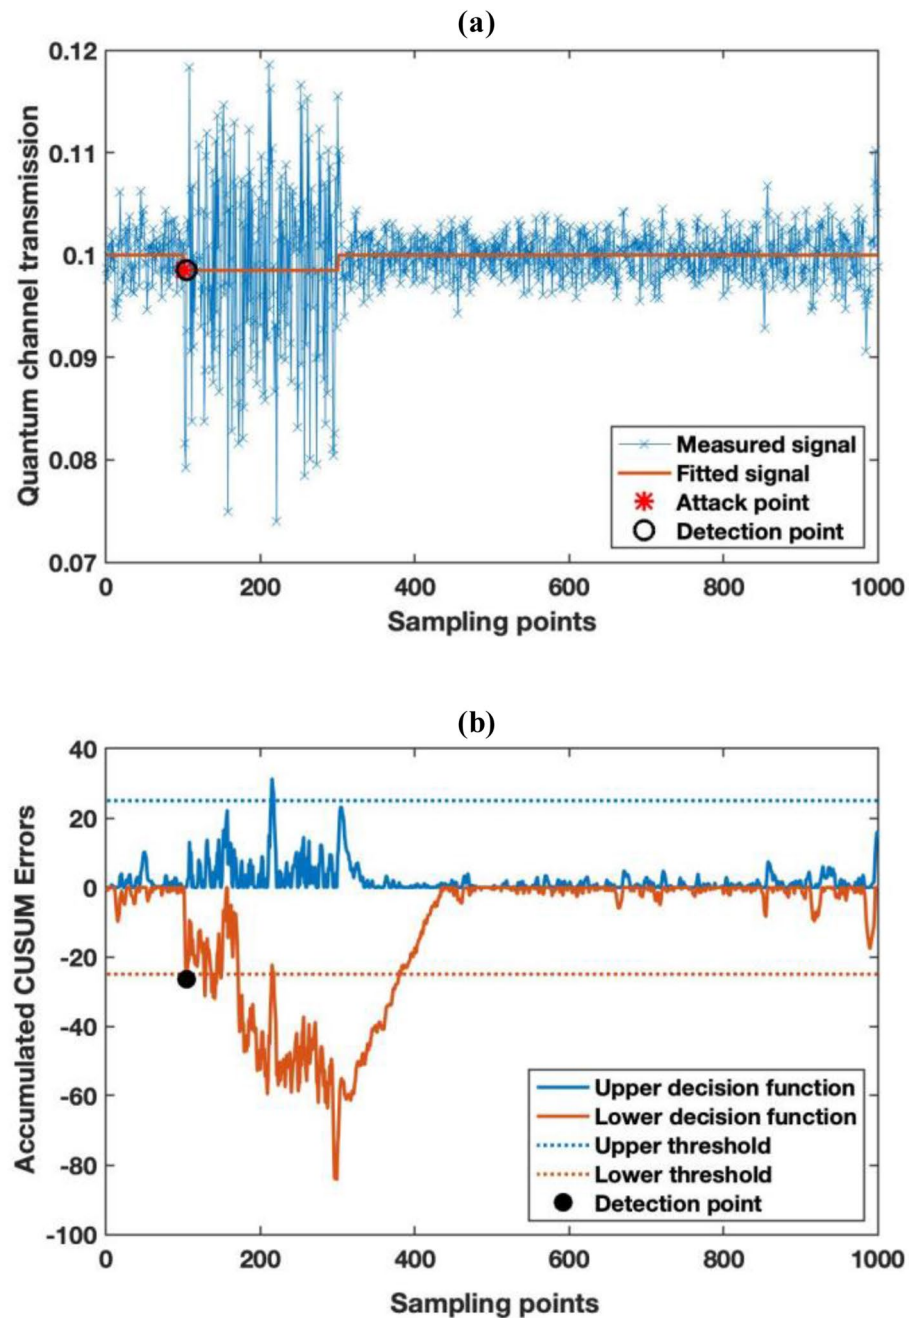 (a)
0.12
0.11
0.1
0.09
0.08
0.07
Quantum channel transmission
Measured signal
Fitted signal
Attack point
Detection point
0 200 400 600 800 1000
Sampling points
(b)
40
20
0
-20
-40
-60
-80
-100
Accumulated CUSUM Errors
Upper decision function
Lower decision function
Upper threshold
Lower threshold
Detection point
0 200 400 600 800 1000
Sampling points